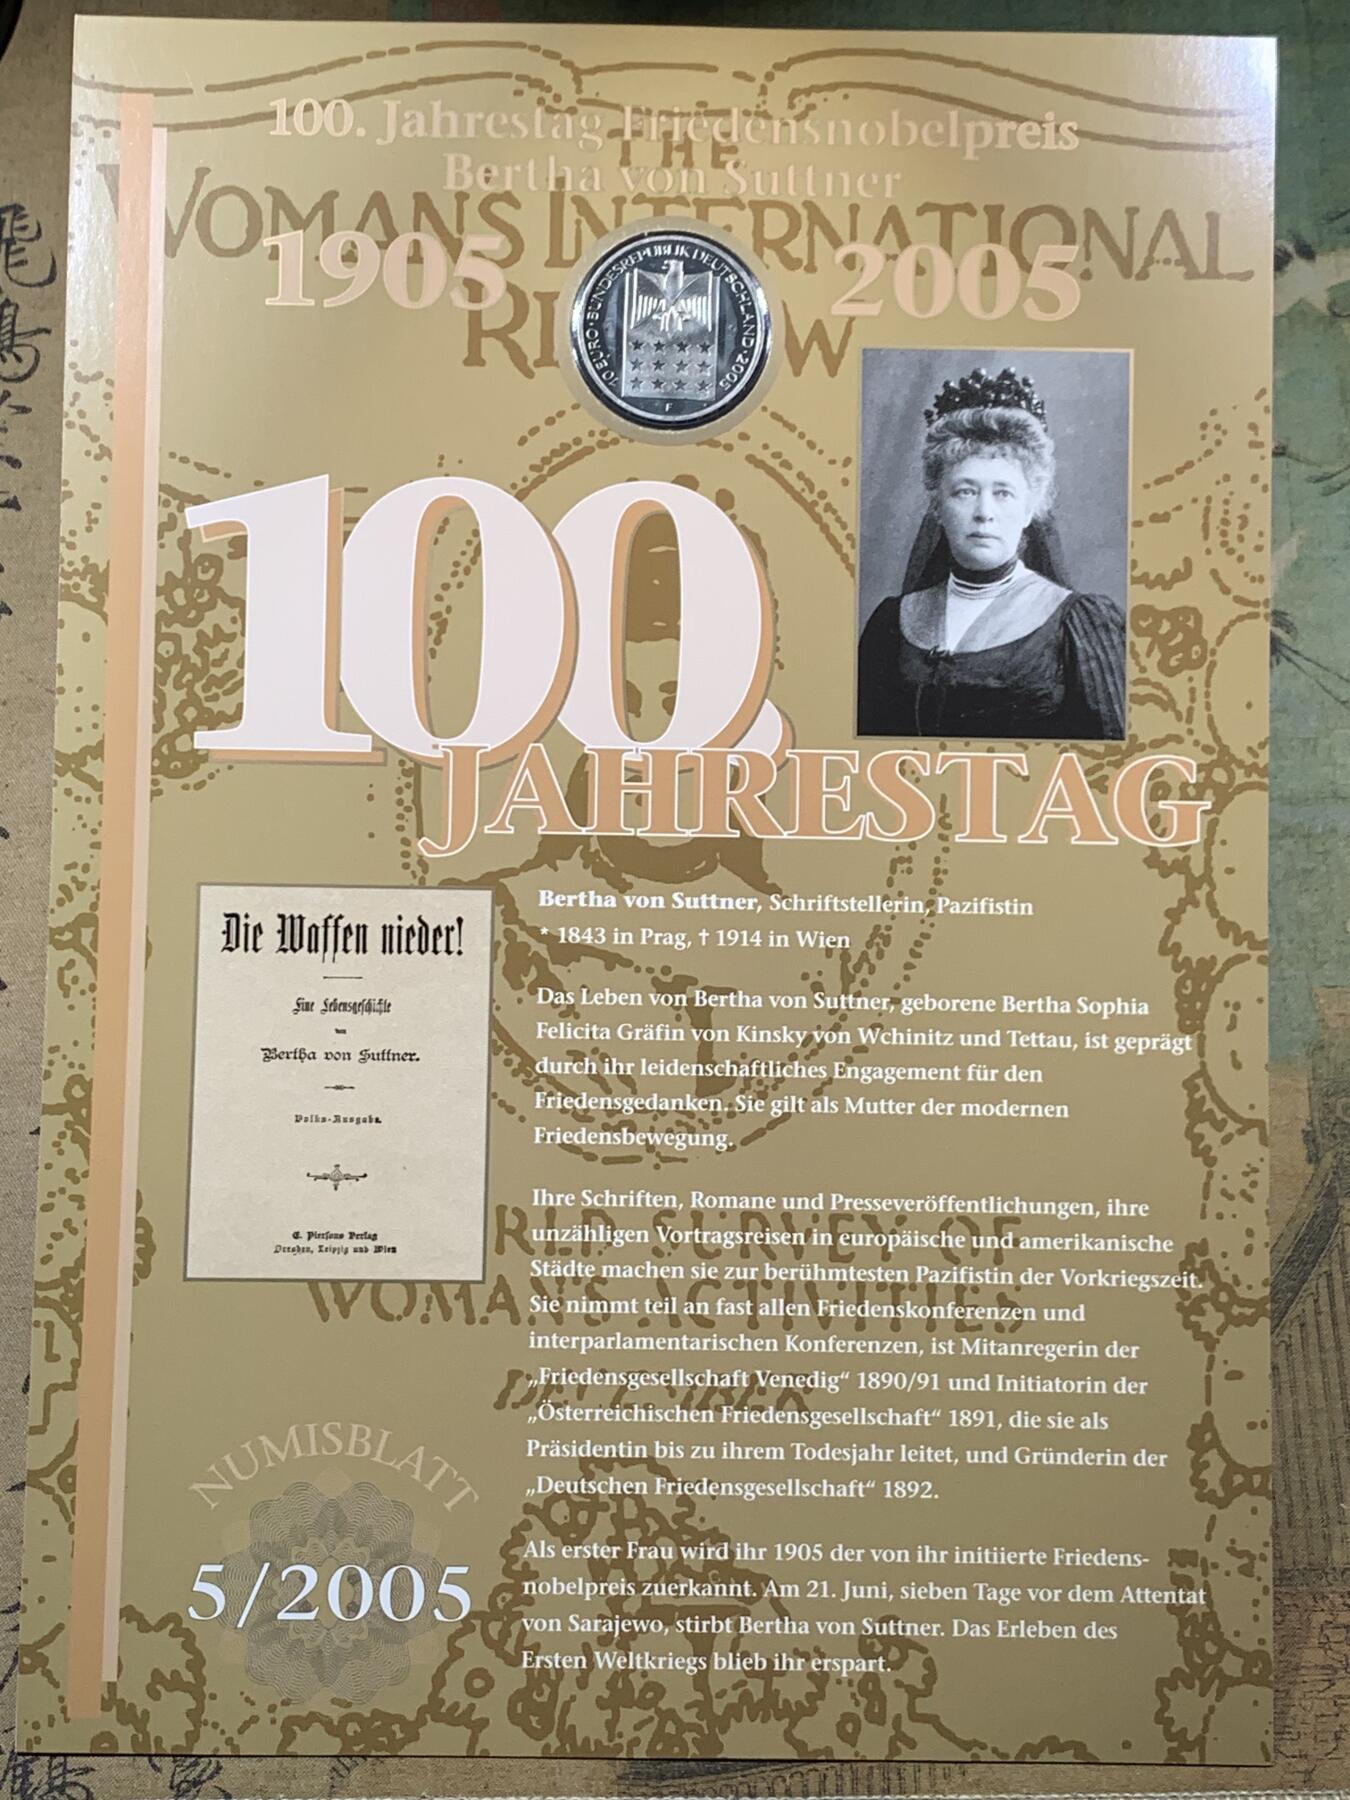 100. Jahrestag Friedensnobelpreis
Bertha von Suttner
THE
WOMANS INTERNATIONAL
1905 2005
BUNDESREPUBLIK DEUTSCHLAND · 2005
10 EURO ·
F
100.
JAHRESTAG
Die Waffen nieder!
Eine Lebensgeschichte
von
Bertha von Suttner.
Volks-Ausgabe.
E. Piersons Verlag
Dresden, Leipzig und Wien
Bertha von Suttner, Schriftstellerin, Pazifistin
* 1843 in Prag, † 1914 in Wien
Das Leben von Bertha von Suttner, geborene Bertha Sophia
Felicita Gräfin von Kinsky von Wchinitz und Tettau, ist geprägt
durch ihr leidenschaftliches Engagement für den
Friedensgedanken. Sie gilt als Mutter der modernen
Friedensbewegung.
Ihre Schriften, Romane und Presseveröffentlichungen, ihre
unzähligen Vortragsreisen in europäische und amerikanische
Städte machen sie zur berühmtesten Pazifistin der Vorkriegszeit.
Sie nimmt teil an fast allen Friedenskonferenzen und
interparlamentarischen Konferenzen, ist Mitanregerin der
„Friedensgesellschaft Venedig“ 1890/91 und Initiatorin der
„Österreichischen Friedensgesellschaft“ 1891, die sie als
Präsidentin bis zu ihrem Todesjahr leitet, und Gründerin der
„Deutschen Friedensgesellschaft“ 1892.
Als erster Frau wird ihr 1905 der von ihr initiierte Friedens-
nobelpreis zuerkannt. Am 21. Juni, sieben Tage vor dem Attentat
von Sarajewo, stirbt Bertha von Suttner. Das Erleben des
Ersten Weltkriegs blieb ihr erspart.
SURVEY OF
WOMANS ACTIVITIES
NUMISBLATT
5/2005